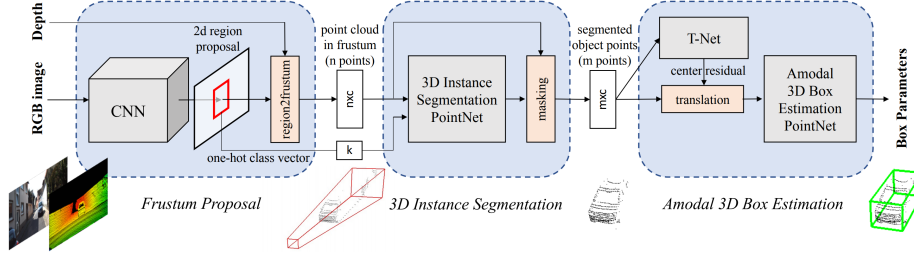 Depth
RGB image
CNN
2d region
proposal
region2frustum
one-hot class vector
Frustum Proposal
point cloud
in frustum
(n points)
nxc
k
3D Instance
Segmentation
PointNet
masking
3D Instance Segmentation
segmented
object points
(m points)
mxc
T-Net
center residual
translation
Amodal
3D Box
Estimation
PointNet
Amodal 3D Box Estimation
Box Parameters